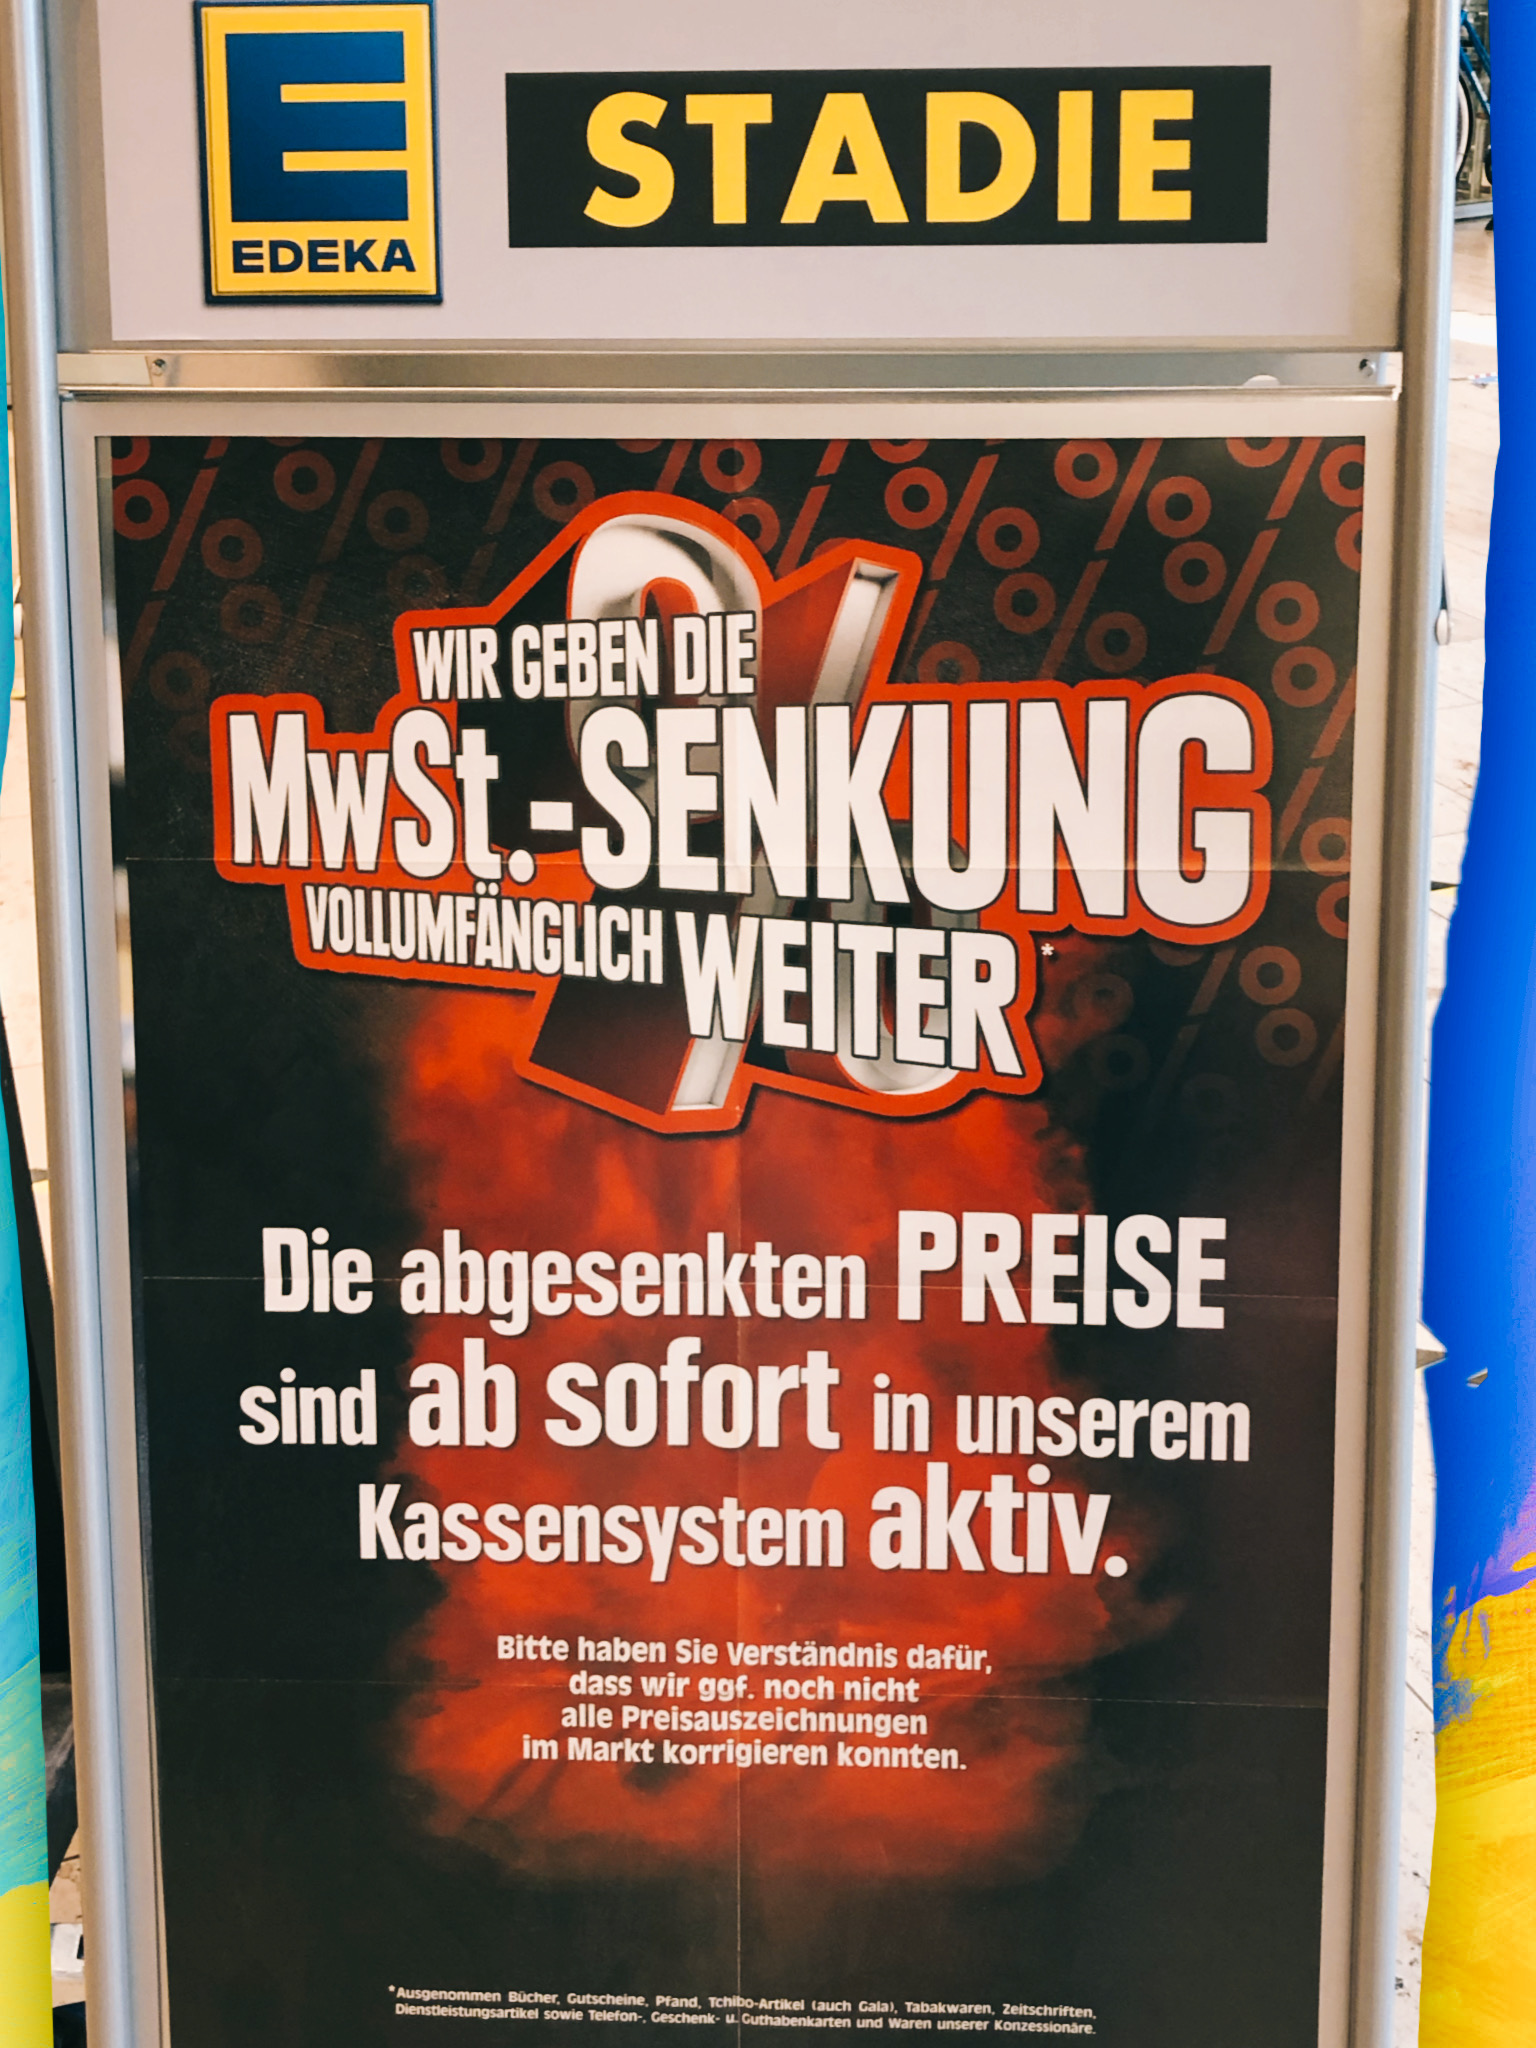 EDEKA
STADIE
WIR GEBEN DIE
MwSt.-SENKUNG
VOLLUMFÄNGLICH WEITER*
Die abgesenkten PREISE
sind ab sofort in unserem
Kassensystem aktiv.
Bitte haben Sie Verständnis dafür,
dass wir ggf. noch nicht
alle Preisauszeichnungen
im Markt korrigieren konnten.
*Ausgenommen Bücher, Gutscheine, Pfand, Tchibo-Artikel (auch Gala), Tabakwaren, Zeitschriften,
Dienstleistungsartikel sowie Telefon-, Geschenk- u. Guthabenkarten und Waren unserer Konzessionäre.